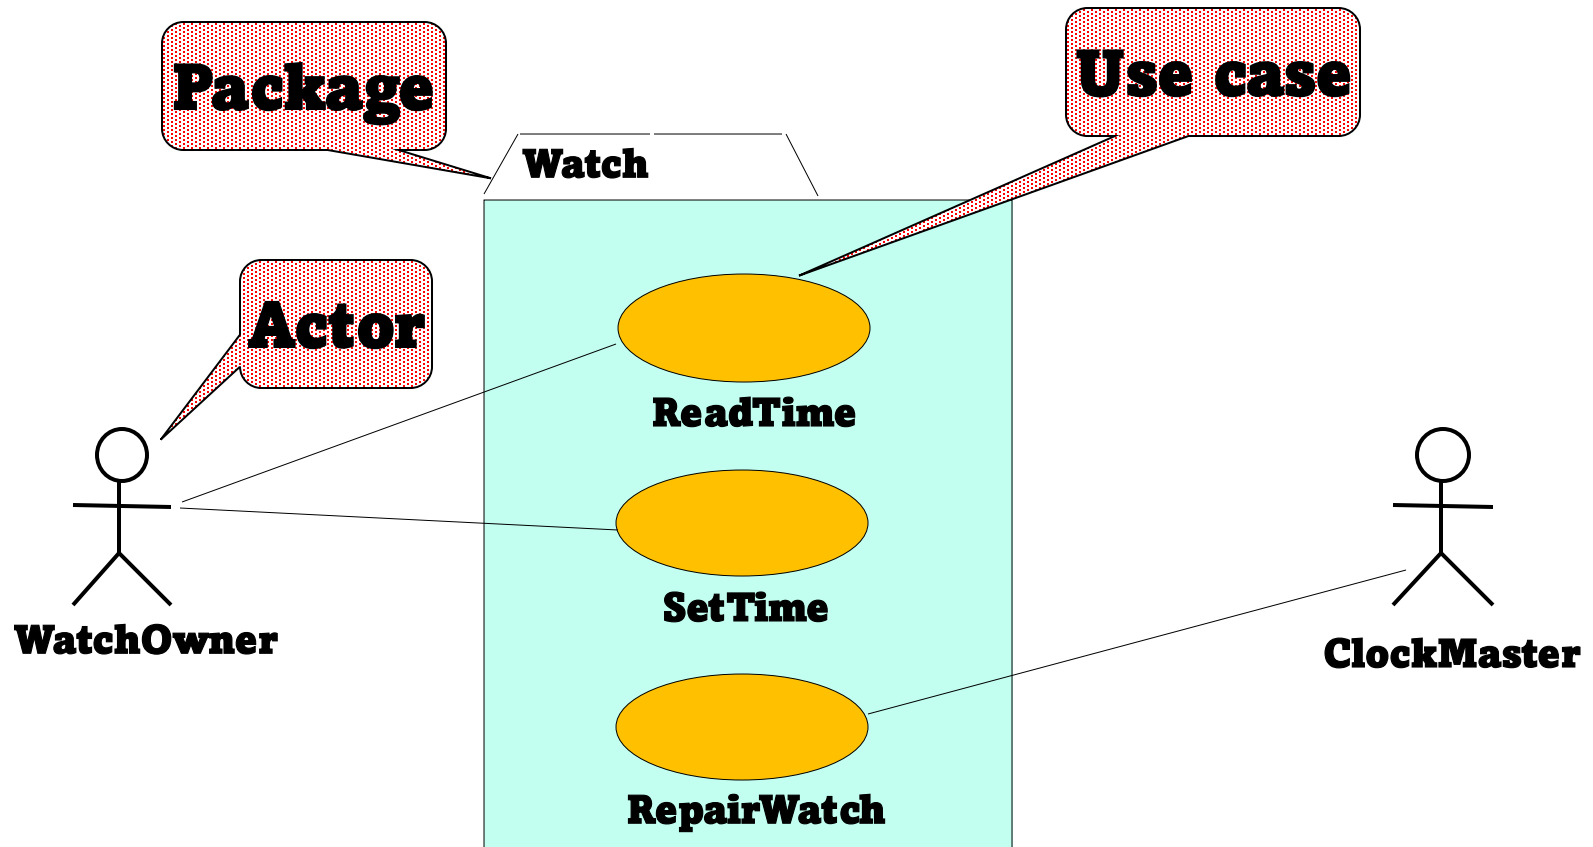 Package
Use case
Watch
Actor
ReadTime
SetTime
WatchOwner
ClockMaster
RepairWatch